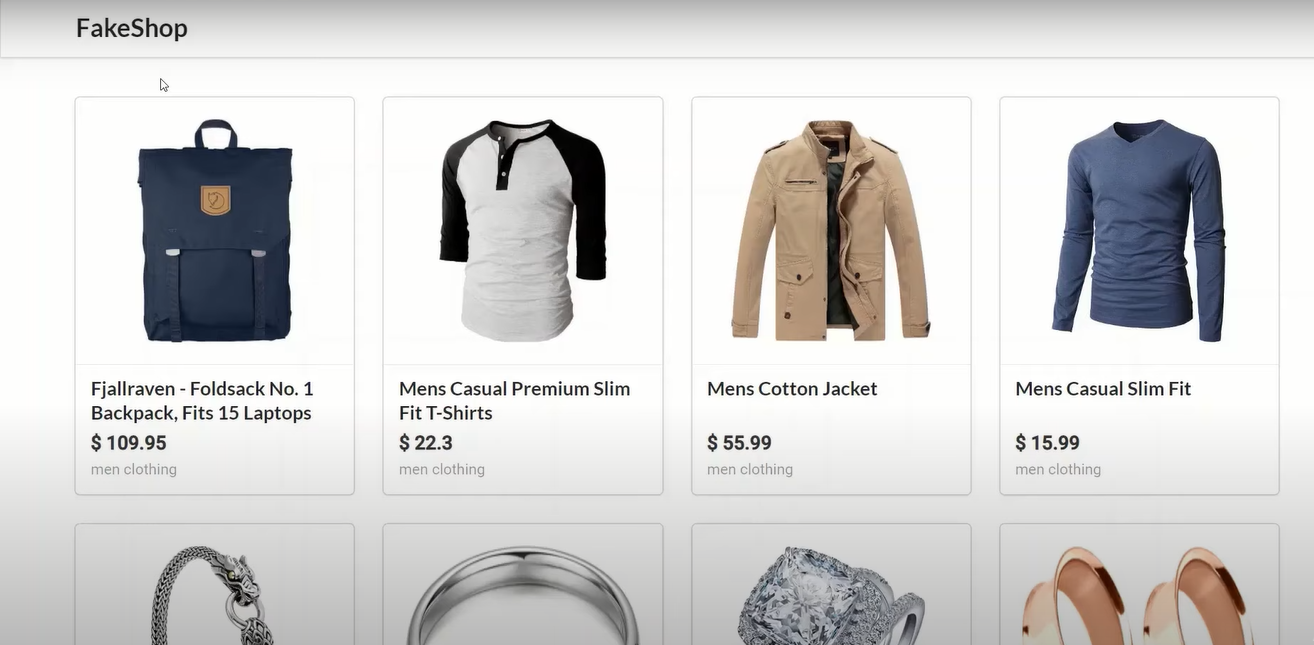 FakeShop
Fjallraven - Foldsack No. 1
Backpack, Fits 15 Laptops
$ 109.95
men clothing
Mens Casual Premium Slim
Fit T-Shirts
$ 22.3
men clothing
Mens Cotton Jacket
$ 55.99
men clothing
Mens Casual Slim Fit
$ 15.99
men clothing